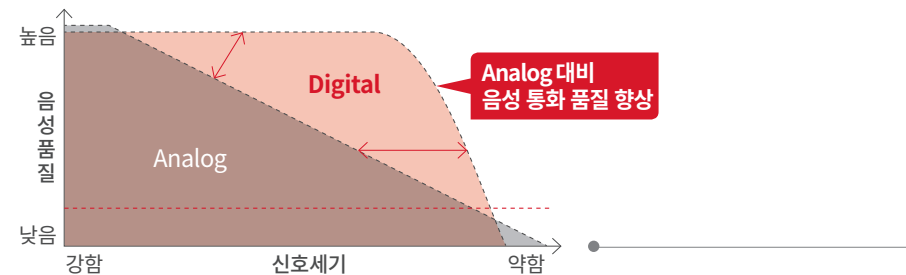 높음
음성품질
낮음
Digital
Analog
Analog 대비
음성 통화 품질 향상
강함
신호세기
약함